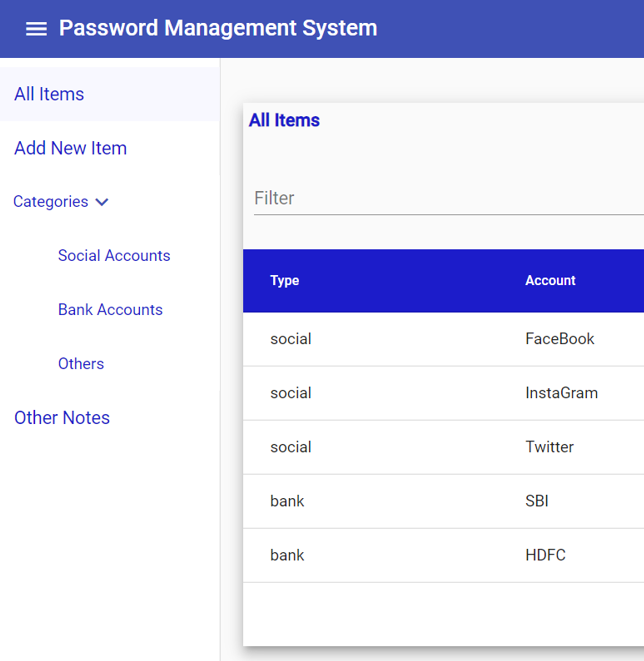 Password Management System
All Items
Add New Item
Categories
Social Accounts
Bank Accounts
Others
Other Notes
All Items
Filter
Type Account
social FaceBook
social InstaGram
social Twitter
bank SBI
bank HDFC